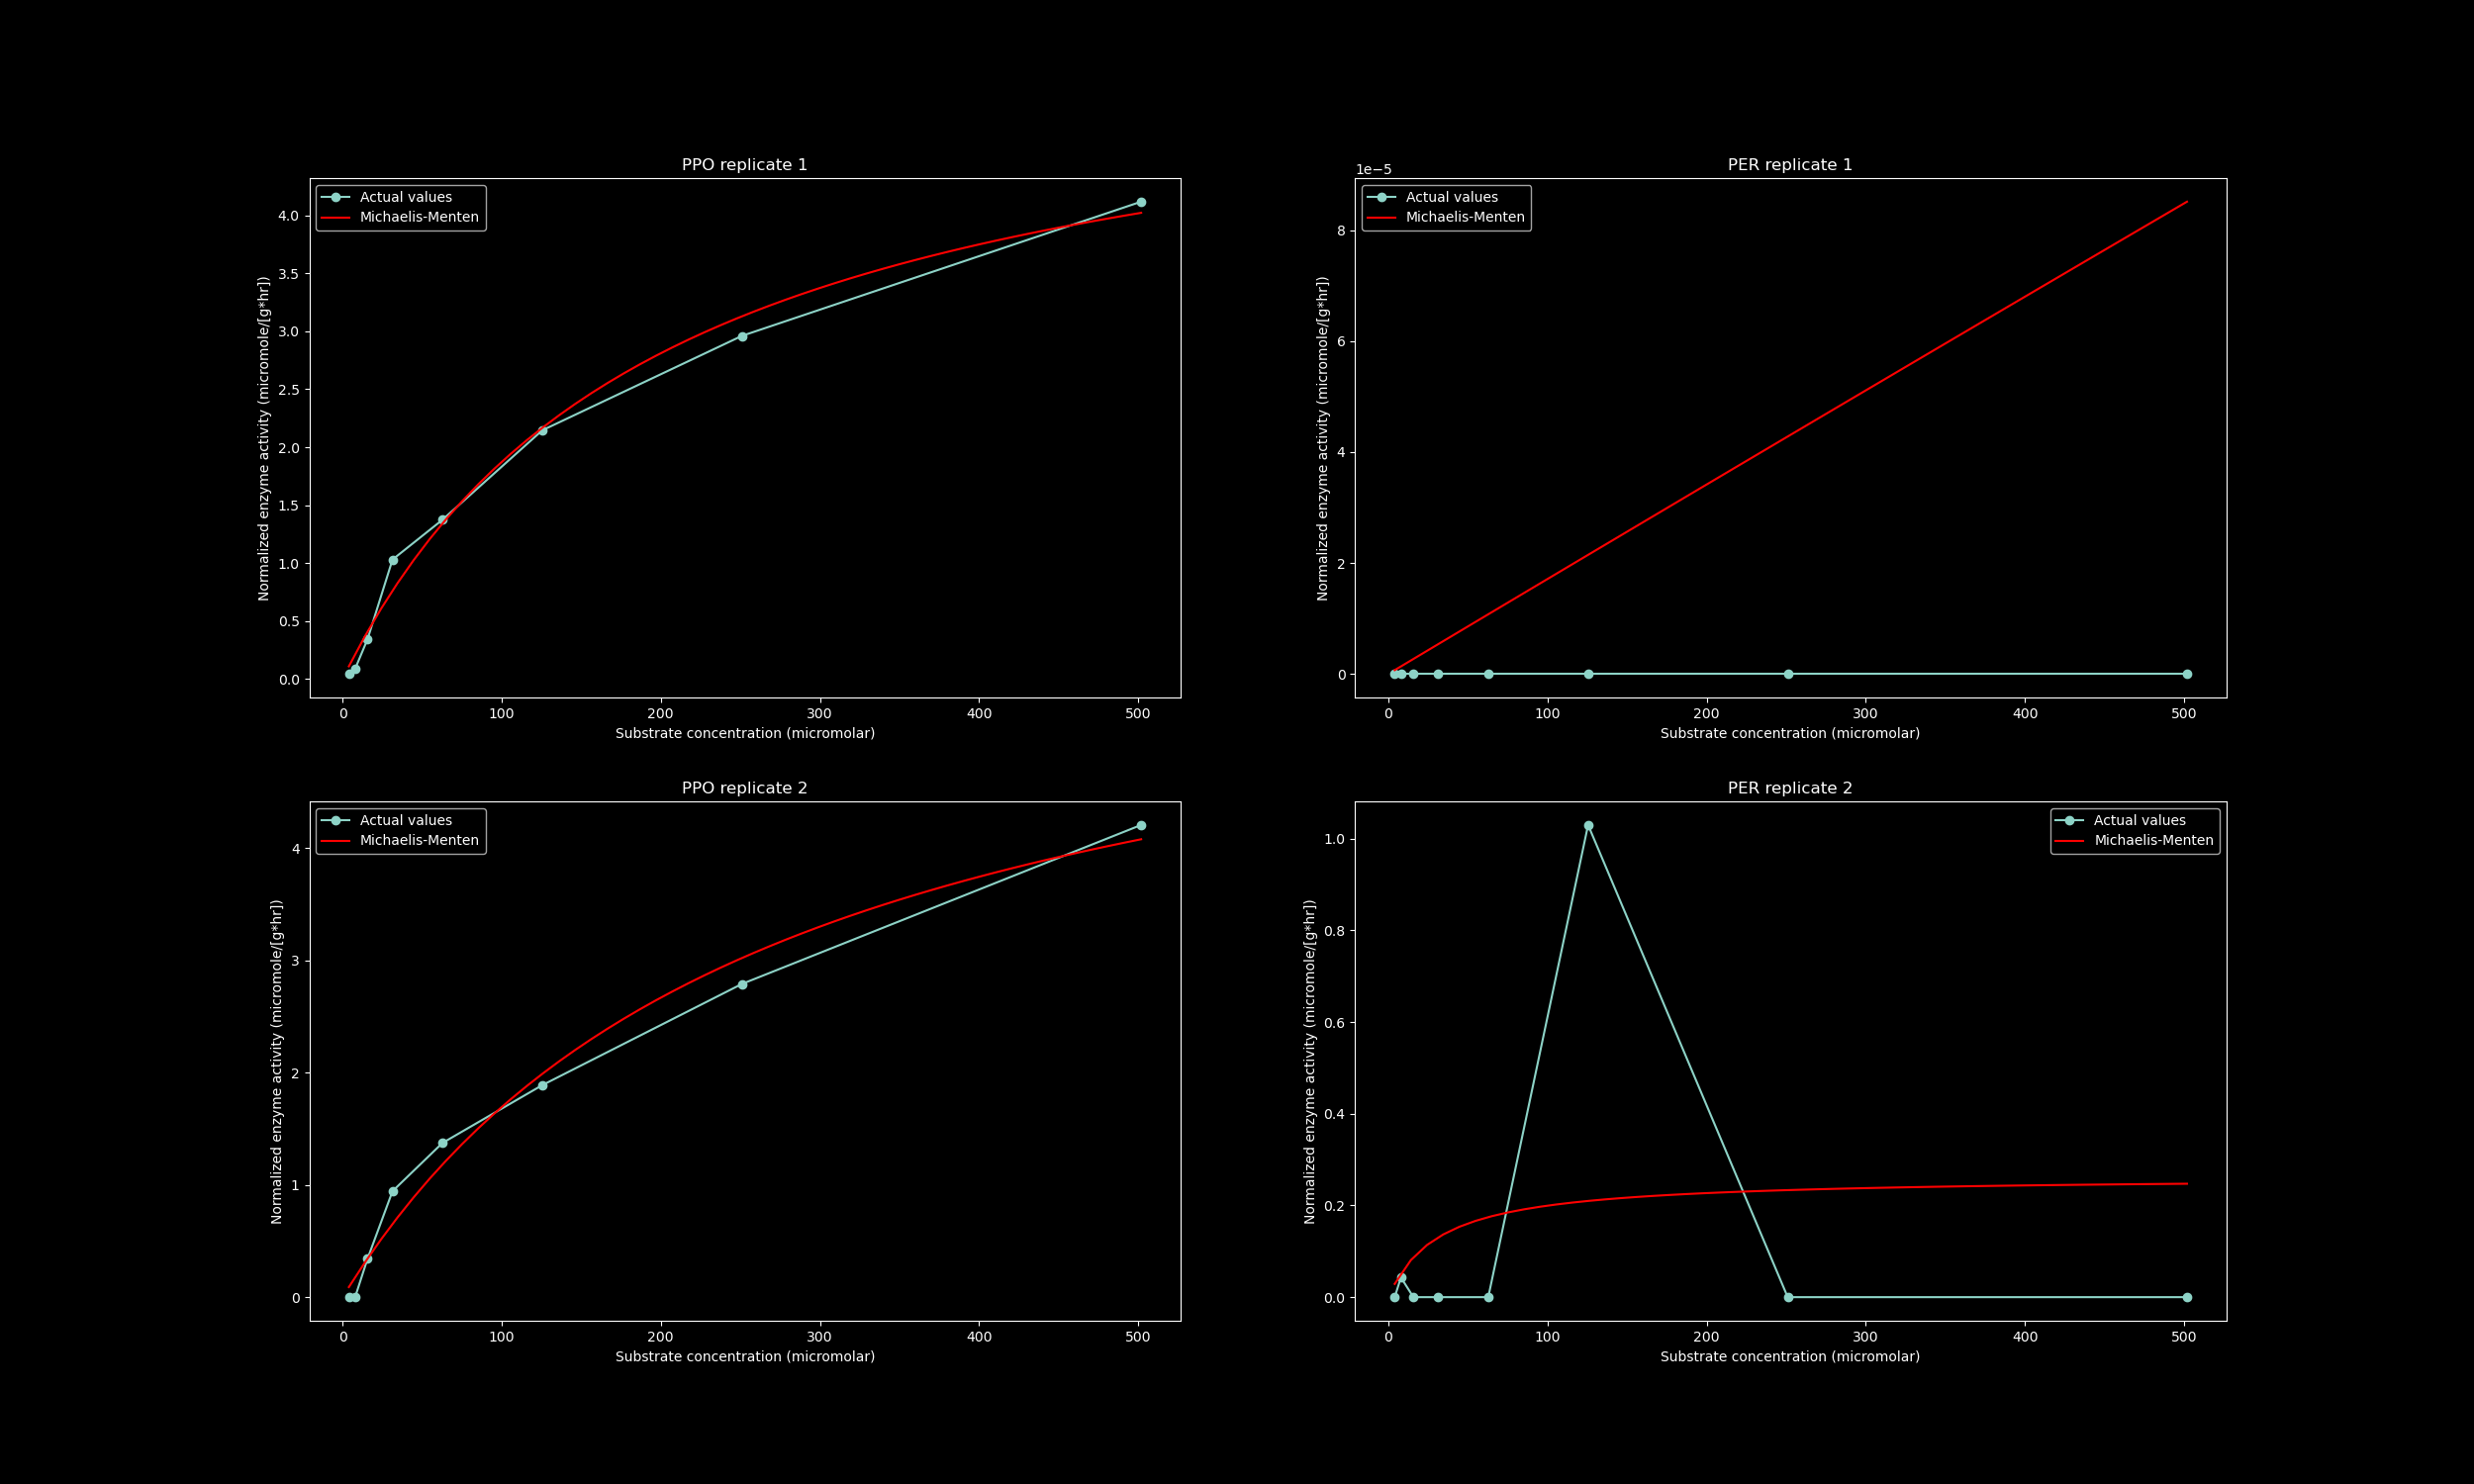 PPO replicate 1
Actual values
Michaelis-Menten
Normalized enzyme activity (micromole/[g*hr])
4.0
3.5
3.0
2.5
2.0
1.5
1.0
0.5
0.0
0 100 200 300 400 500
Substrate concentration (micromolar)
PER replicate 1
1e−5
Actual values
Michaelis-Menten
Normalized enzyme activity (micromole/[g*hr])
8
6
4
2
0
0 100 200 300 400 500
Substrate concentration (micromolar)
PPO replicate 2
Actual values
Michaelis-Menten
Normalized enzyme activity (micromole/[g*hr])
4
3
2
1
0
0 100 200 300 400 500
Substrate concentration (micromolar)
PER replicate 2
Actual values
Michaelis-Menten
Normalized enzyme activity (micromole/[g*hr])
1.0
0.8
0.6
0.4
0.2
0.0
0 100 200 300 400 500
Substrate concentration (micromolar)